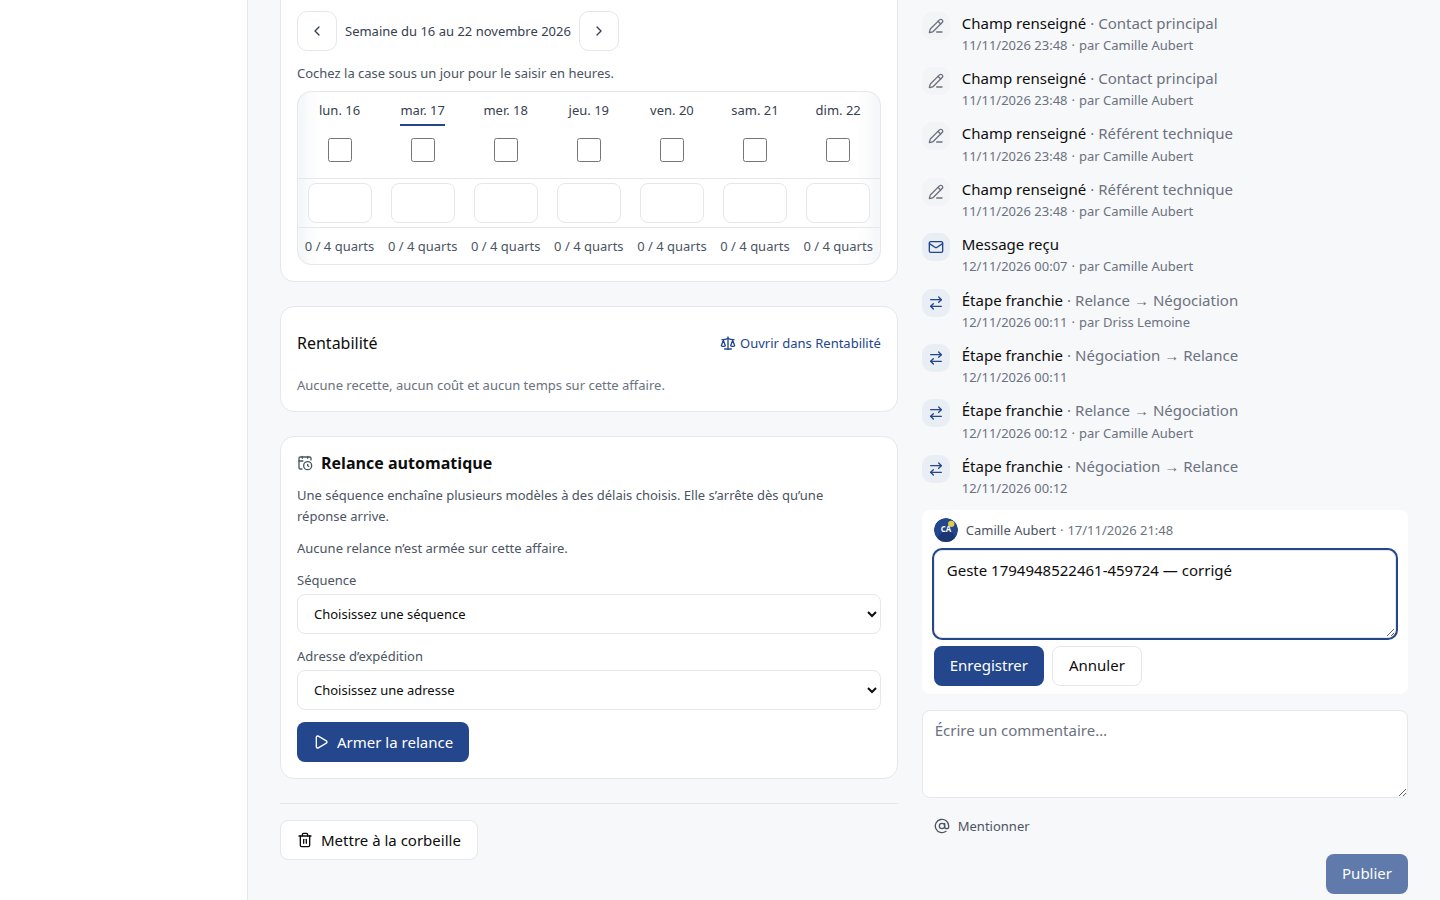 Semaine du 16 au 22 novembre 2026
Cochez la case sous un jour pour le saisir en heures.
lun. 16 mar. 17 mer. 18 jeu. 19 ven. 20 sam. 21 dim. 22
0 / 4 quarts 0 / 4 quarts 0 / 4 quarts 0 / 4 quarts 0 / 4 quarts 0 / 4 quarts 0 / 4 quarts
Rentabilité
Ouvrir dans Rentabilité
Aucune recette, aucun coût et aucun temps sur cette affaire.
Relance automatique
Une séquence enchaîne plusieurs modèles à des délais choisis. Elle s’arrête dès qu’une
réponse arrive.
Aucune relance n’est armée sur cette affaire.
Séquence
Choisissez une séquence
Adresse d’expédition
Choisissez une adresse
Armer la relance
Mettre à la corbeille
Champ renseigné · Contact principal
11/11/2026 23:48 · par Camille Aubert
Champ renseigné · Contact principal
11/11/2026 23:48 · par Camille Aubert
Champ renseigné · Référent technique
11/11/2026 23:48 · par Camille Aubert
Champ renseigné · Référent technique
11/11/2026 23:48 · par Camille Aubert
Message reçu
12/11/2026 00:07 · par Camille Aubert
Étape franchie · Relance → Négociation
12/11/2026 00:11 · par Driss Lemoine
Étape franchie · Négociation → Relance
12/11/2026 00:11
Étape franchie · Relance → Négociation
12/11/2026 00:12 · par Camille Aubert
Étape franchie · Négociation → Relance
12/11/2026 00:12
CA Camille Aubert · 17/11/2026 21:48
Geste 1794948522461-459724 — corrigé
Enregistrer
Annuler
Écrire un commentaire...
Mentionner
Publier